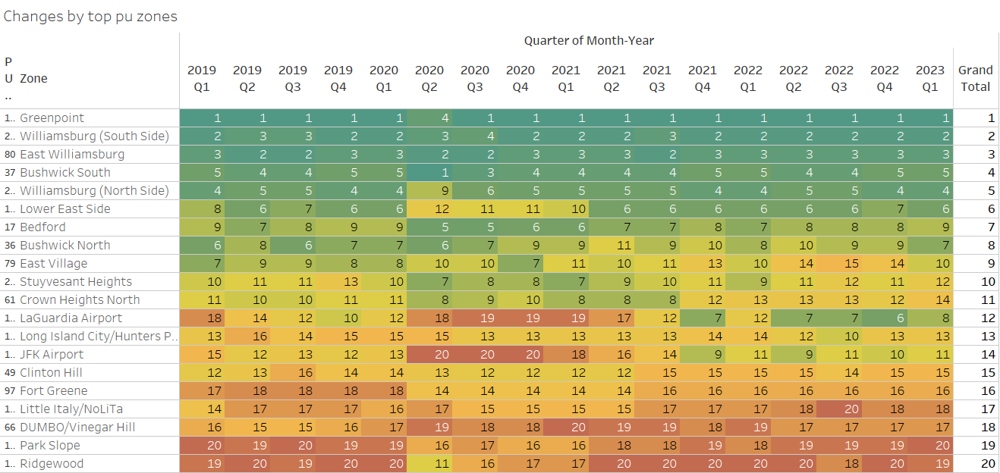 Changes by top pu zones
Quarter of Month-Year
P U .. Zone 2019 Q1 2019 Q2 2019 Q3 2019 Q4 2020 Q1 2020 Q2 2020 Q3 2020 Q4 2021 Q1 2021 Q2 2021 Q3 2021 Q4 2022 Q1 2022 Q2 2022 Q3 2022 Q4 2023 Q1 Grand Total
1.. Greenpoint 1 1 1 1 1 4 1 1 1 1 1 1 1 1 1 1 1 1
2.. Williamsburg (South Side) 2 3 3 2 2 3 4 2 2 2 3 2 2 2 2 2 2 2
80 East Williamsburg 3 2 2 3 3 2 2 3 3 3 2 3 3 3 3 3 3 3
37 Bushwick South 5 4 4 5 5 1 3 4 4 4 4 5 5 4 4 5 5 4
2.. Williamsburg (North Side) 4 5 5 4 4 9 6 5 5 5 5 4 4 5 5 4 4 5
1.. Lower East Side 8 6 7 6 6 12 11 11 10 6 6 6 6 6 6 7 6 6
17 Bedford 9 7 8 9 9 5 5 6 6 7 7 8 7 8 8 8 9 7
36 Bushwick North 6 8 6 7 7 6 7 9 9 11 9 10 8 10 9 9 7 8
79 East Village 7 9 9 8 8 10 10 7 11 10 11 13 10 14 15 14 10 9
2.. Stuyvesant Heights 10 11 11 13 10 7 8 8 7 9 10 11 9 11 12 11 12 10
61 Crown Heights North 11 10 10 11 11 8 9 10 8 8 8 12 13 13 13 12 14 11
1.. LaGuardia Airport 18 14 12 10 12 18 19 19 19 17 12 7 12 7 7 6 8 12
1.. Long Island City/Hunters P.. 13 16 14 15 15 15 13 13 13 13 13 14 14 12 10 13 13 13
1.. JFK Airport 15 12 13 12 13 20 20 20 18 16 14 9 11 9 11 10 11 14
49 Clinton Hill 12 13 16 14 14 13 12 12 12 12 15 15 15 15 14 15 15 15
97 Fort Greene 17 18 18 18 18 14 14 14 14 14 16 16 16 16 16 16 16 16
1.. Little Italy/NoLiTa 14 17 17 17 16 17 15 15 15 15 17 17 17 18 20 18 18 17
66 DUMBO/Vinegar Hill 16 15 15 16 17 19 18 18 20 19 19 18 19 17 17 17 17 18
1.. Park Slope 20 19 20 19 19 16 17 16 16 18 18 19 18 19 19 19 20 19
1.. Ridgewood 19 20 19 20 20 11 16 17 17 20 20 20 20 20 18 20 19 20